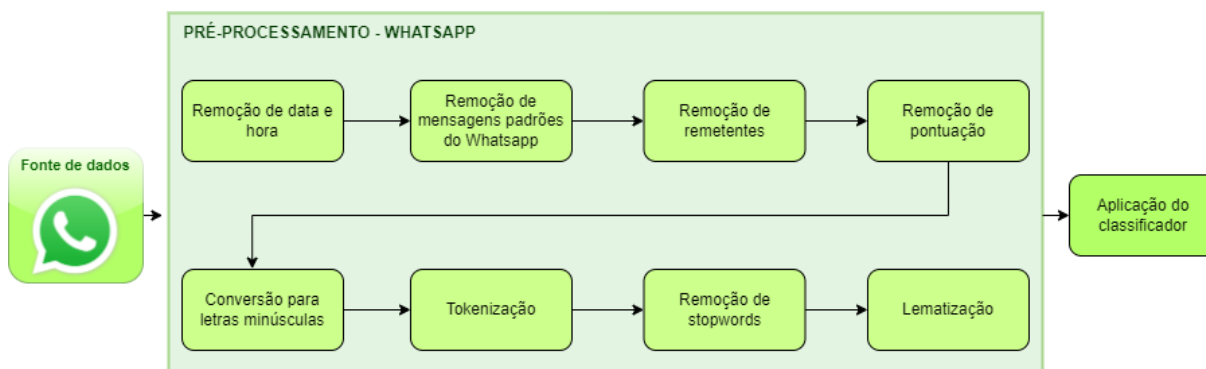 PRÉ-PROCESSAMENTO - WHATSAPP
Remoção de data e
hora
Remoção de
mensagens padrões
do Whatsapp
Remoção de
remetentes
Remoção de
pontuação
Fonte de dados
Conversão para
letras minúsculas
Tokenização
Remoção de
stopwords
Lematização
Aplicação do
classificador